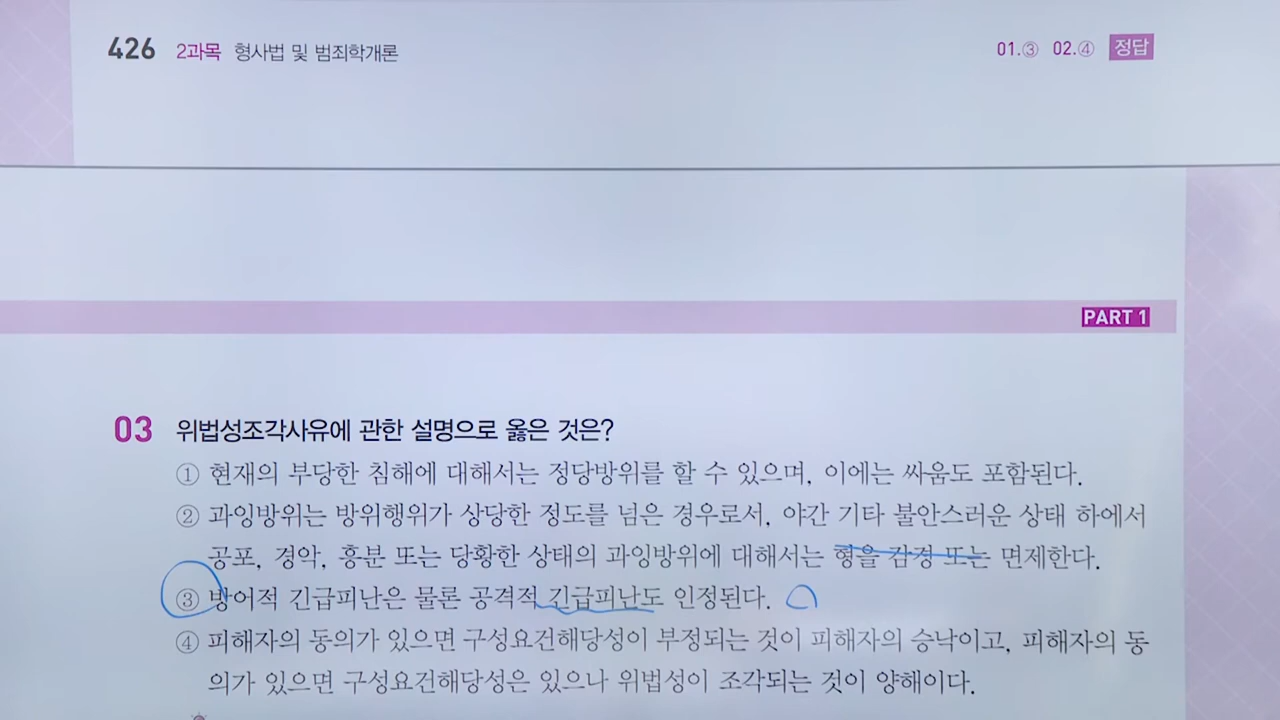 426 2과목 형사법 및 범죄학개론 01.③ 02.④ 정답
PART 1
03 위법성조각사유에 관한 설명으로 옳은 것은?
① 현재의 부당한 침해에 대해서는 정당방위를 할 수 있으며, 이에는 싸움도 포함된다.
② 과잉방위는 방위행위가 상당한 정도를 넘은 경우로서, 야간 기타 불안스러운 상태 하에서
공포, 경악, 흥분 또는 당황한 상태의 과잉방위에 대해서는 형을 감경 또는 면제한다.
③ 방어적 긴급피난은 물론 공격적 긴급피난도 인정된다.
④ 피해자의 동의가 있으면 구성요건해당성이 부정되는 것이 피해자의 승낙이고, 피해자의 동
의가 있으면 구성요건해당성은 있으나 위법성이 조각되는 것이 양해이다.